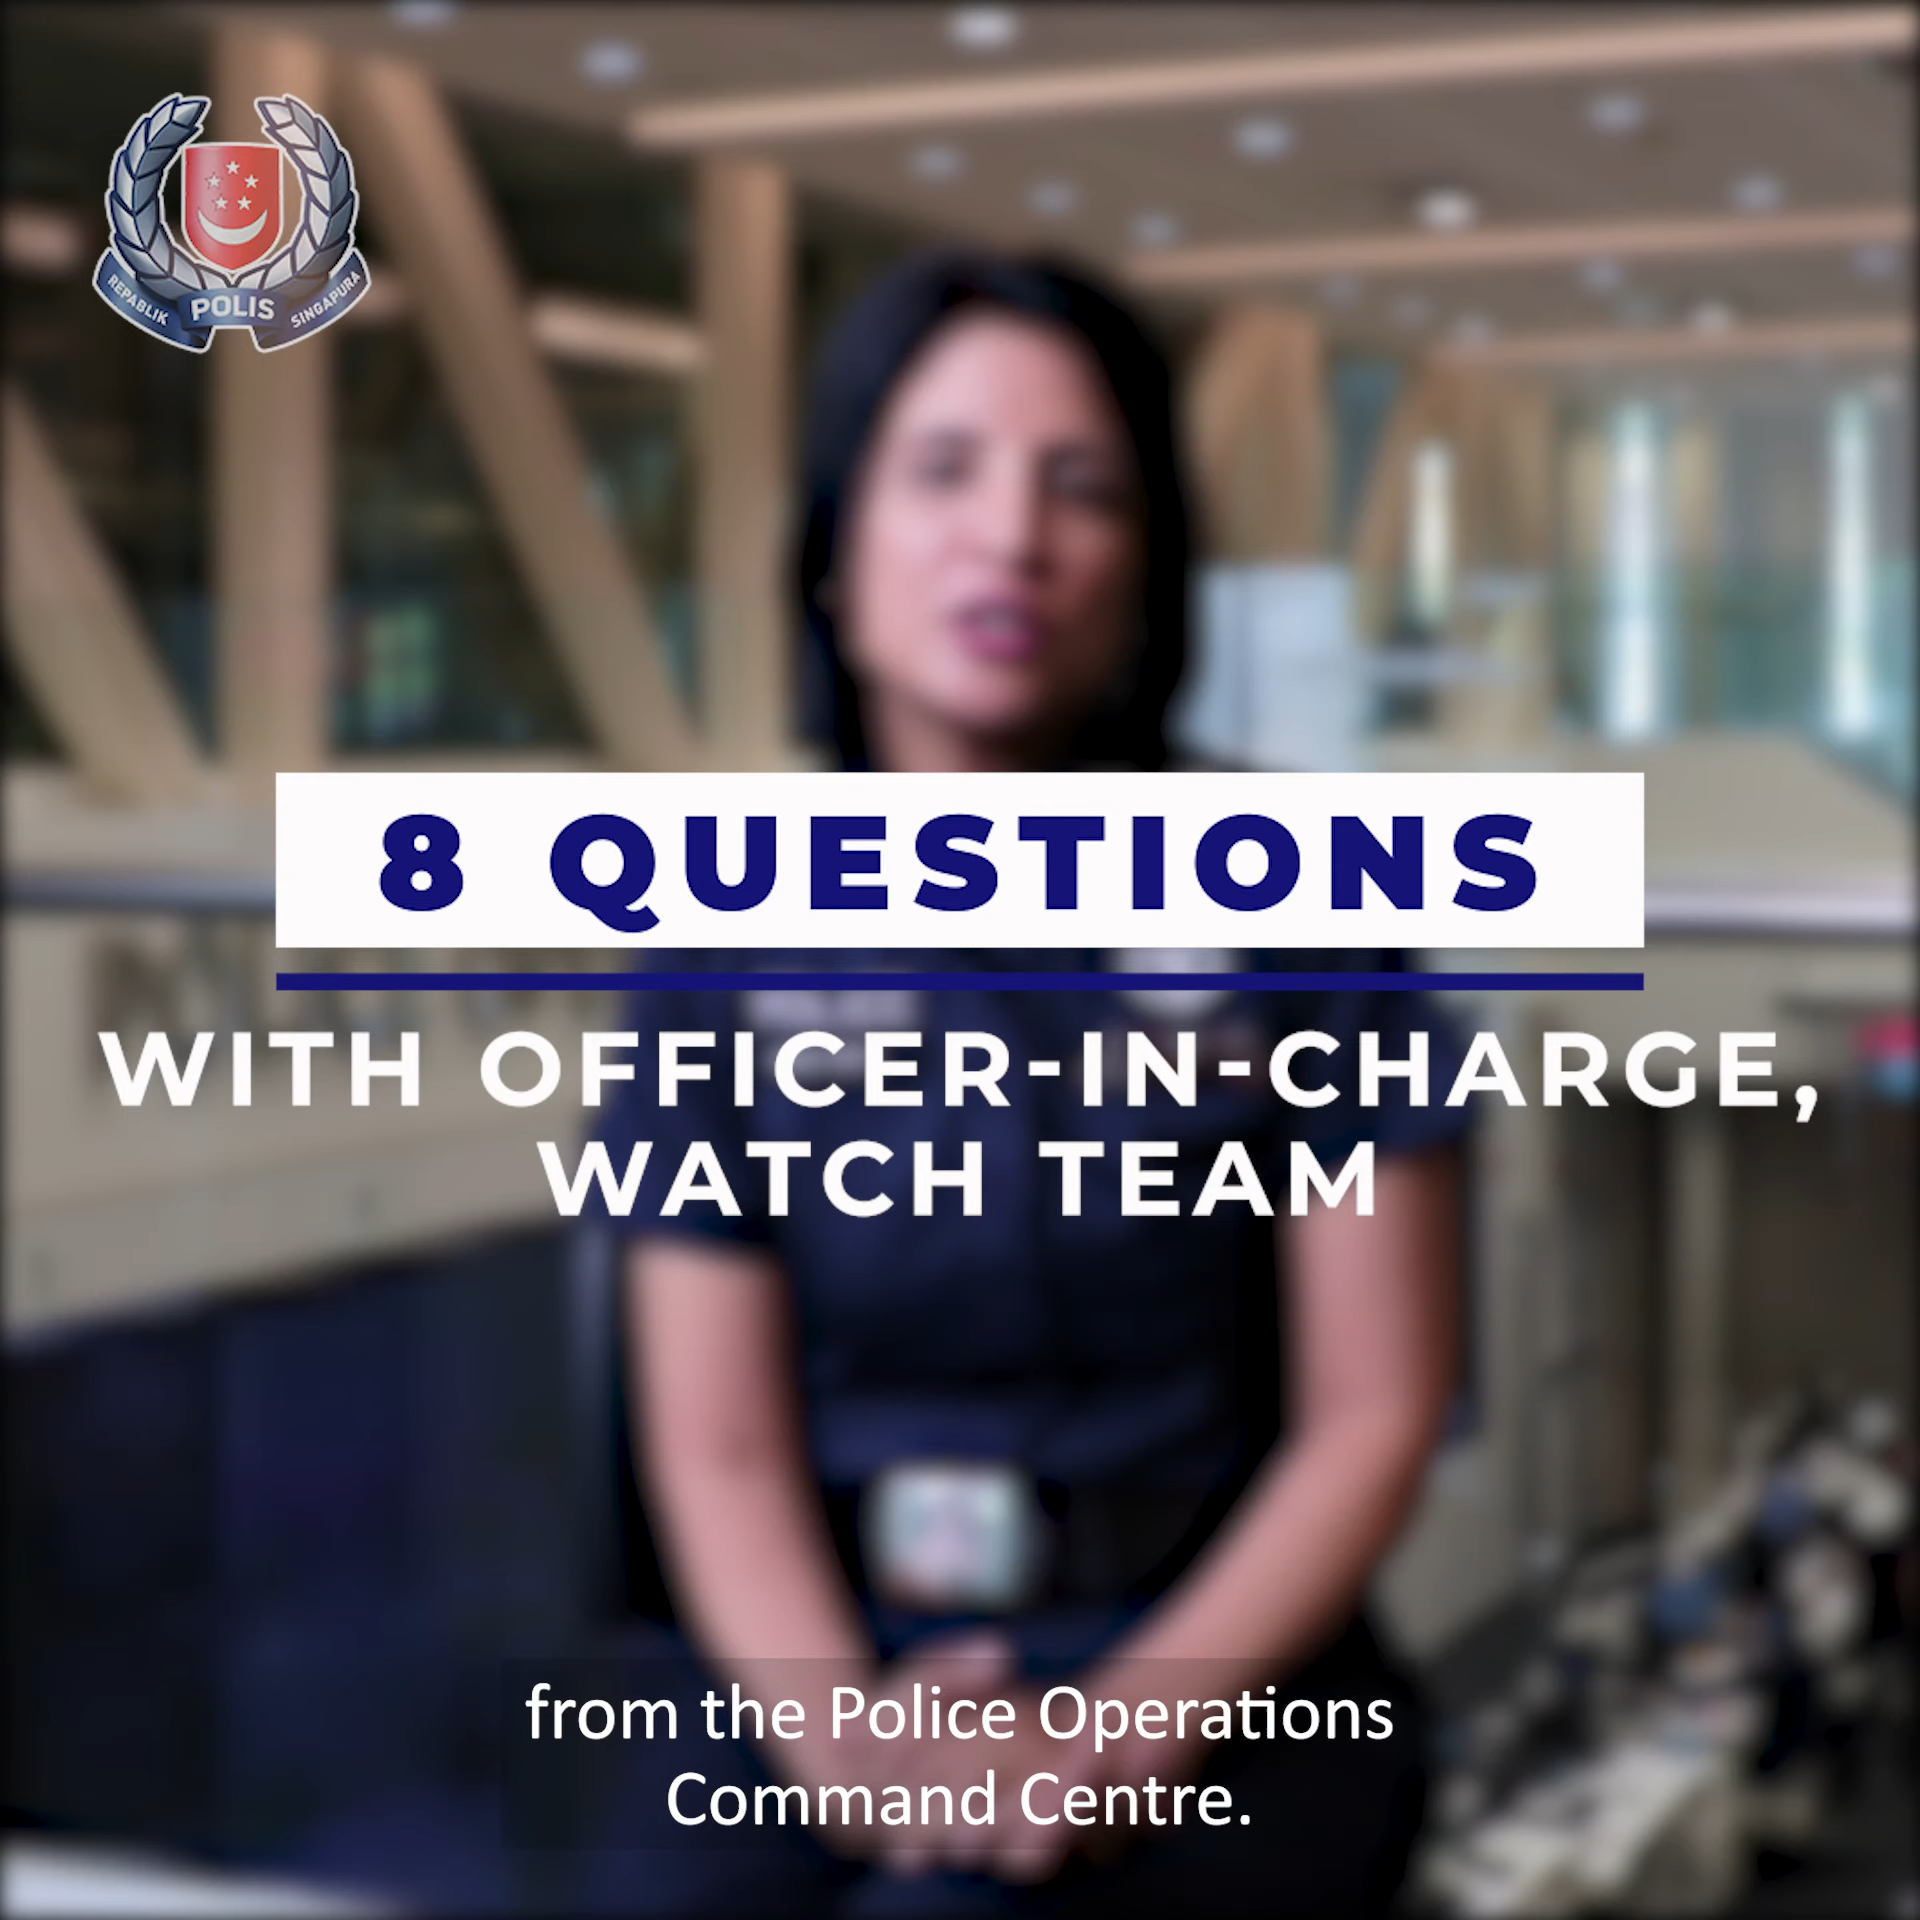 REPABLIK POLIS SINGAPURA
8 QUESTIONS
WITH OFFICER-IN-CHARGE,
WATCH TEAM
from the Police Operations
Command Centre.